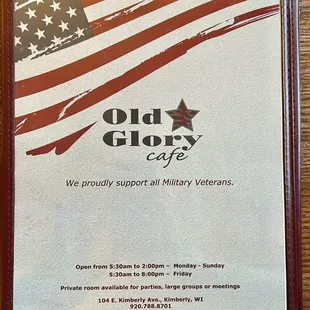 Old
Glory
cafe
We proudly support all Military Veterans.
Open from 5:30am to 2:00pm – Monday - Sunday
5:30am to 8:00pm – Friday
Private room available for parties, large groups or meetings
104 E. Kimberly Ave., Kimberly, WI
920.788.8701